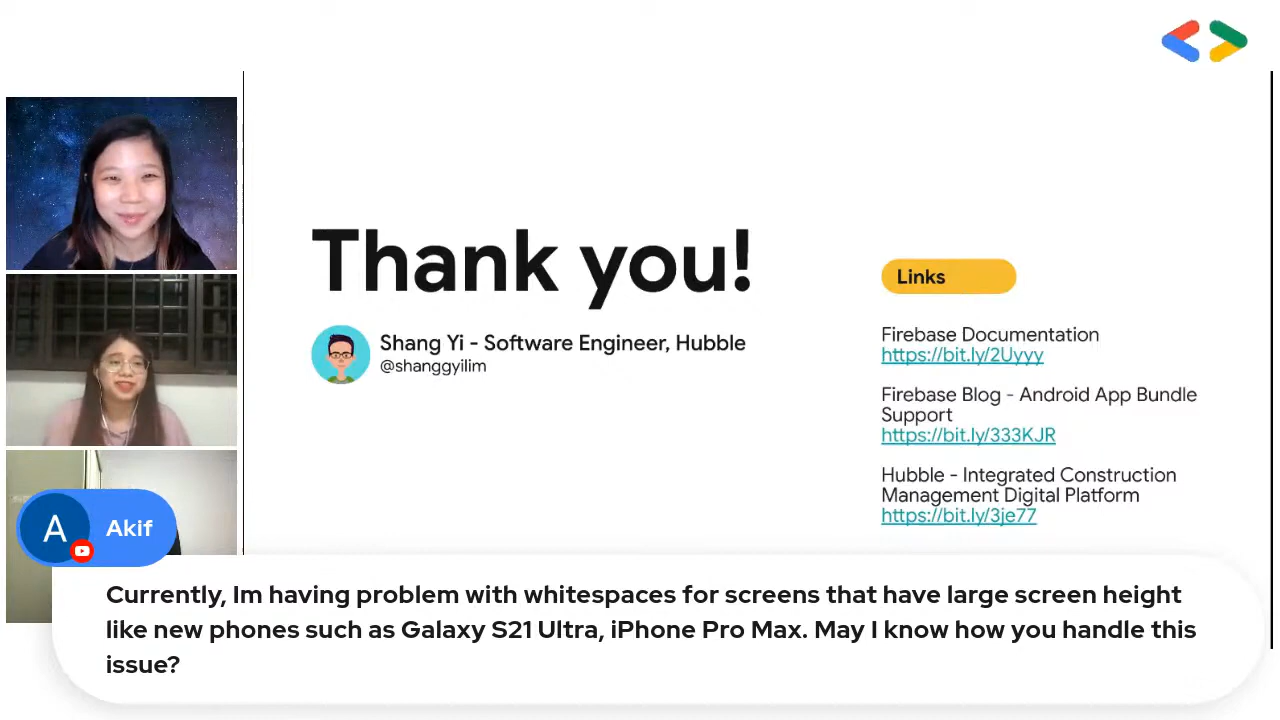 Thank you!
Shang Yi - Software Engineer, Hubble
@shanggyilim
Links
Firebase Documentation
https://bit.ly/2Uyyy
Firebase Blog - Android App Bundle
Support
https://bit.ly/333KJR
Hubble - Integrated Construction
Management Digital Platform
https://bit.ly/3je77
A
Akif
Currently, Im having problem with whitespaces for screens that have large screen height
like new phones such as Galaxy S21 Ultra, iPhone Pro Max. May I know how you handle this
issue?